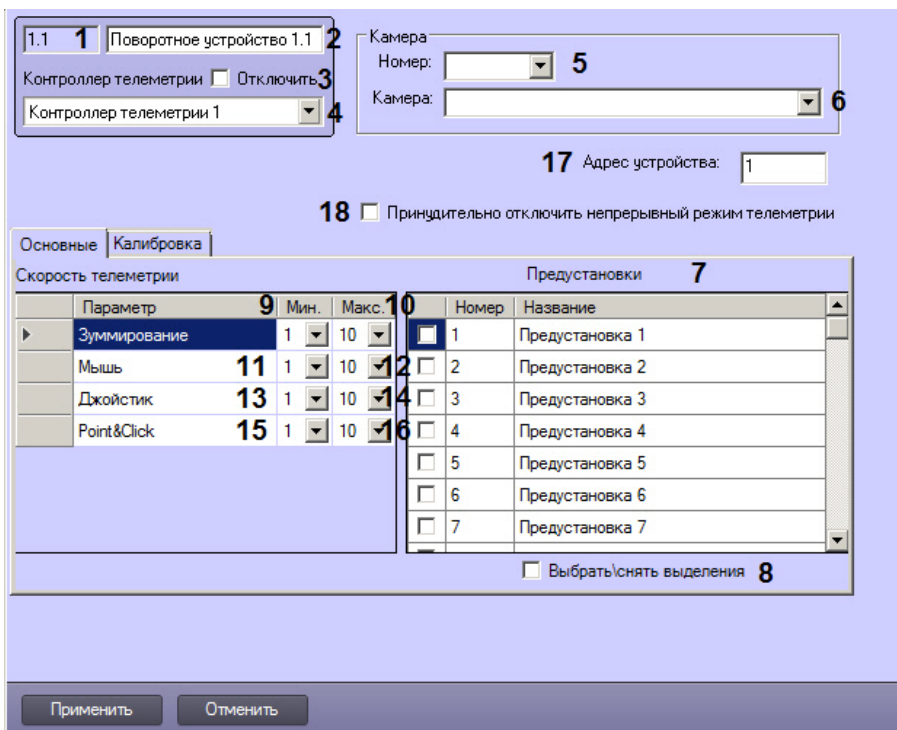 1.1 1 Поворотное устройство 1.1 2
Контроллер телеметрии Отключить 3
Контроллер телеметрии 1 4
Камера
Номер: 5
Камера: 6
17 Адрес устройства: 1
18 Принудительно отключить непрерывный режим телеметрии
Основные Калибровка
Скорость телеметрии
Параметр 9 Мин. Макс. 10
Зуммирование 1 10
Мышь 11 1 10 12
Джойстик 13 1 10 14
Point&Click 15 1 10 16
Предустановки 7
Номер Название
1 Предустановка 1
2 Предустановка 2
3 Предустановка 3
4 Предустановка 4
5 Предустановка 5
6 Предустановка 6
7 Предустановка 7
Выбрать\снять выделения 8
Применить Отменить